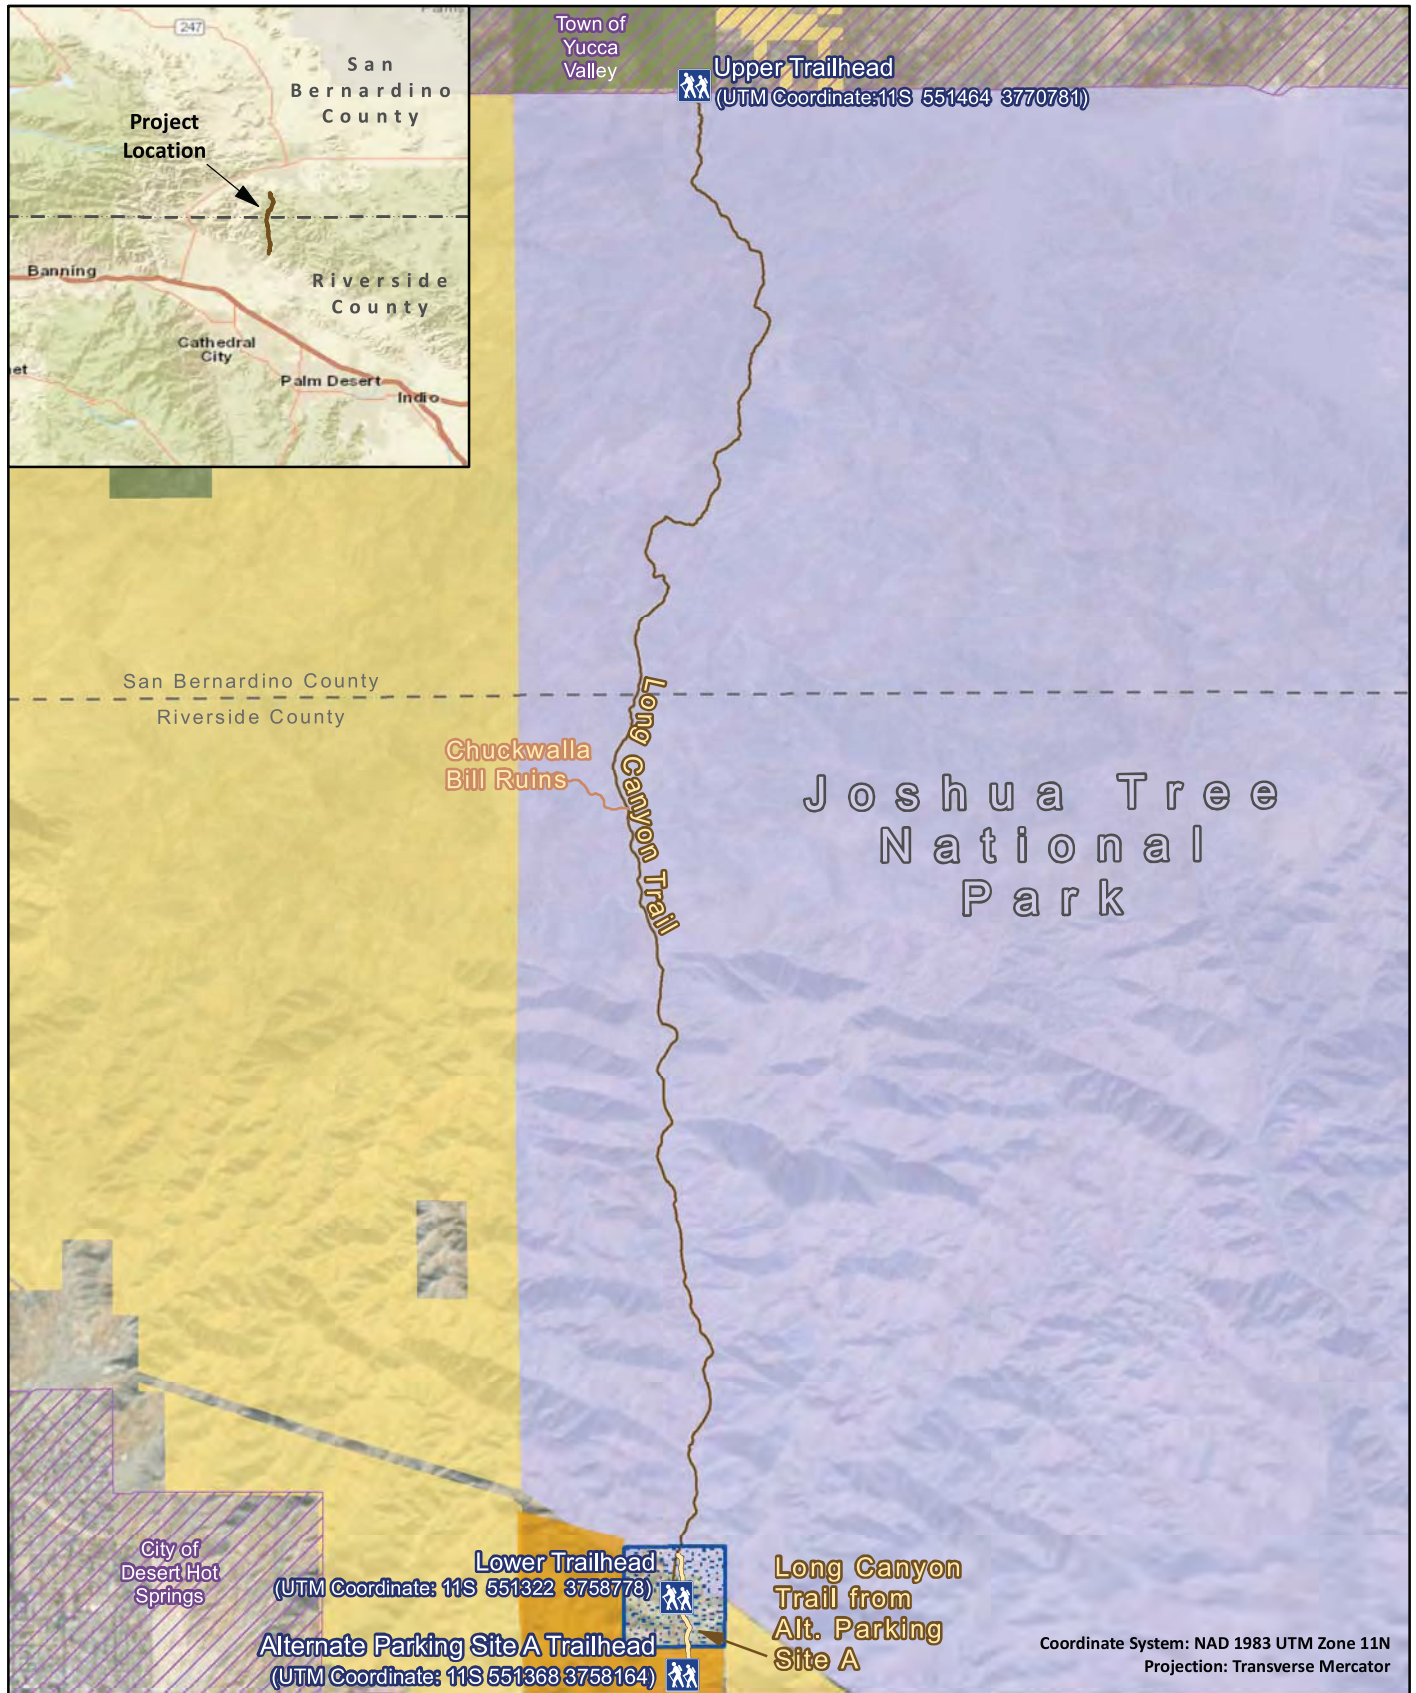 247
San
Bernardino
County
Project
Location
Banning
Riverside
County
Cathedral
City
et
Palm Desert
Indio
Town of
Yucca
Valley
Upper Trailhead
(UTM Coordinate:11S 551464 3770781)
San Bernardino County
Riverside County
Chuckwalla
Bill Ruins
Long Canyon Trail
Joshua Tree
National
Park
City of
Desert Hot
Springs
Lower Trailhead
(UTM Coordinate: 11S 551322 3758778)
Alternate Parking Site A Trailhead
(UTM Coordinate: 11S 551368 3758164)
Long Canyon
Trail from
Alt. Parking
Site A
Coordinate System: NAD 1983 UTM Zone 11N
Projection: Transverse Mercator